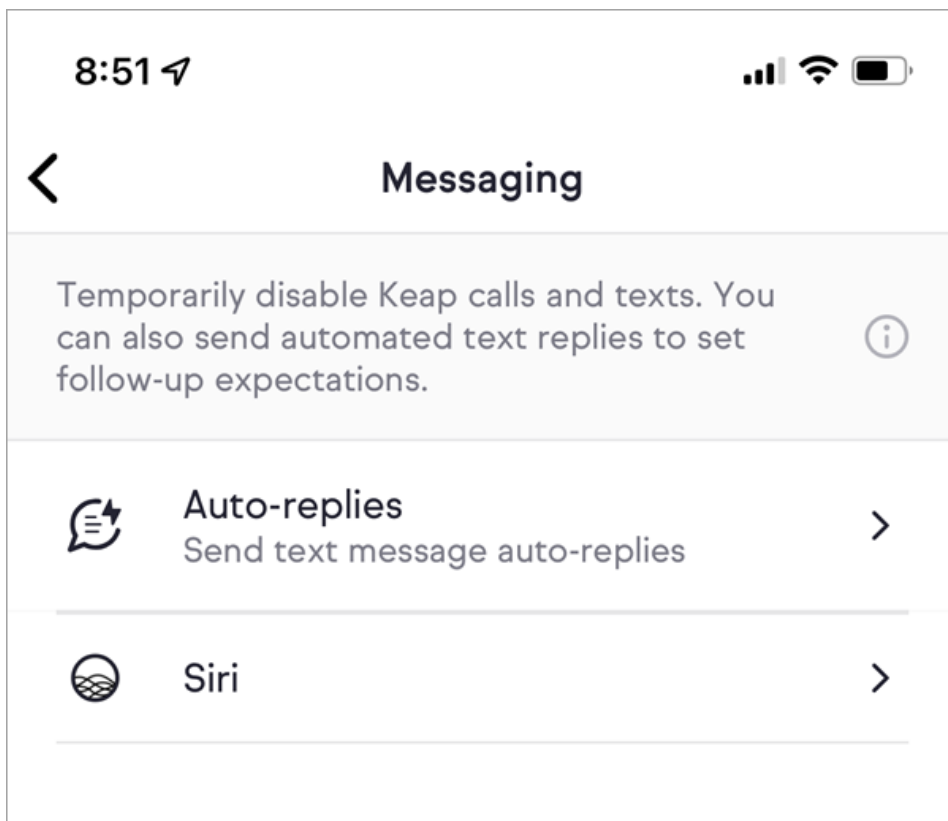 8:51
Messaging
Temporarily disable Keap calls and texts. You
can also send automated text replies to set
follow-up expectations.
Auto-replies
Send text message auto-replies
Siri